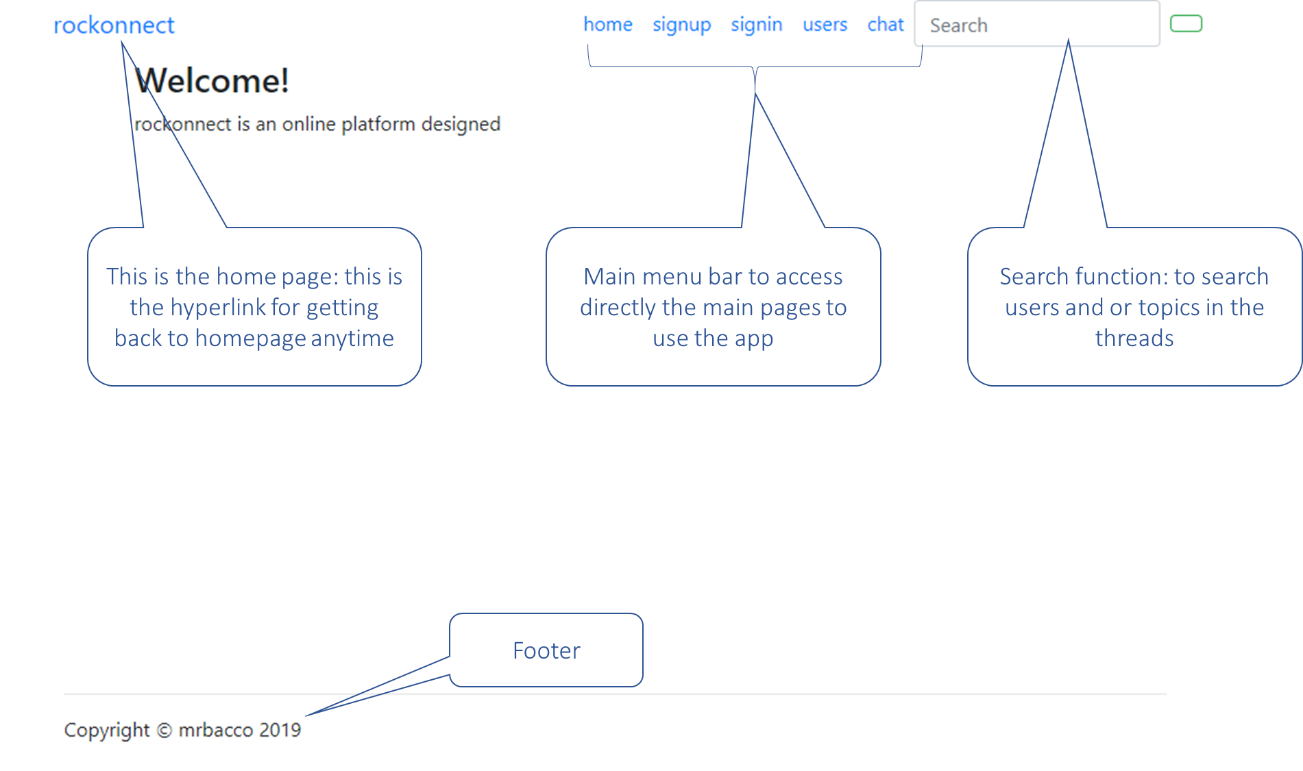 rockonnect
home signup signin users chat Search
Welcome!
rockonnect is an online platform designed
This is the home page: this is
the hyperlink for getting
back to homepage anytime
Main menu bar to access
directly the main pages to
use the app
Search function: to search
users and or topics in the
threads
Footer
Copyright © mrbacco 2019